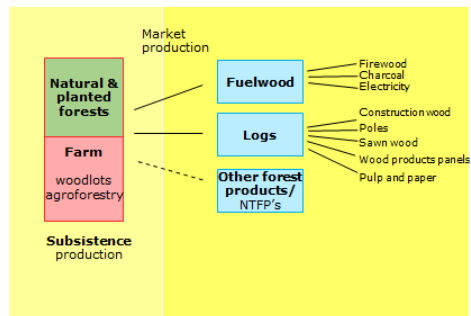 Market
production
Natural &
planted
forests
Farm
woodlots
agroforestry
Subsistence
production
Fuelwood
Firewood
Charcoal
Electricity
Logs
Construction wood
Poles
Sawn wood
Wood products panels
Pulp and paper
Other forest
products/
NTFP's